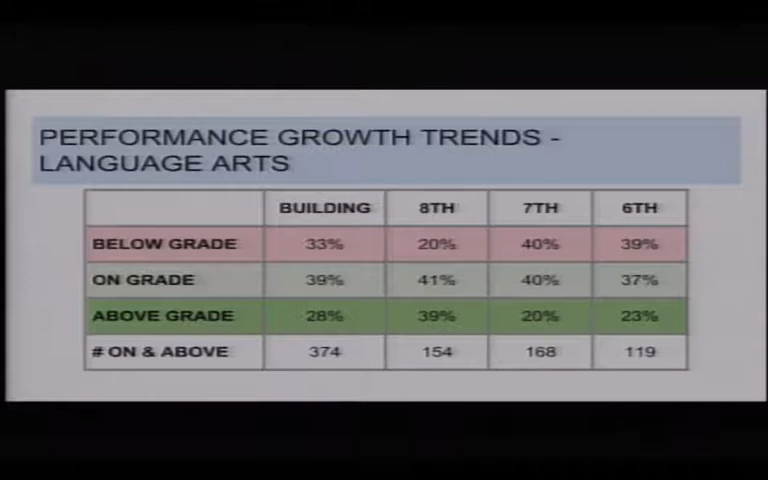 PERFORMANCE GROWTH TRENDS -
LANGUAGE ARTS
BUILDING 8TH 7TH 6TH
BELOW GRADE 33% 20% 40% 39%
ON GRADE 39% 41% 40% 37%
ABOVE GRADE 28% 39% 20% 23%
# ON & ABOVE 374 154 168 119